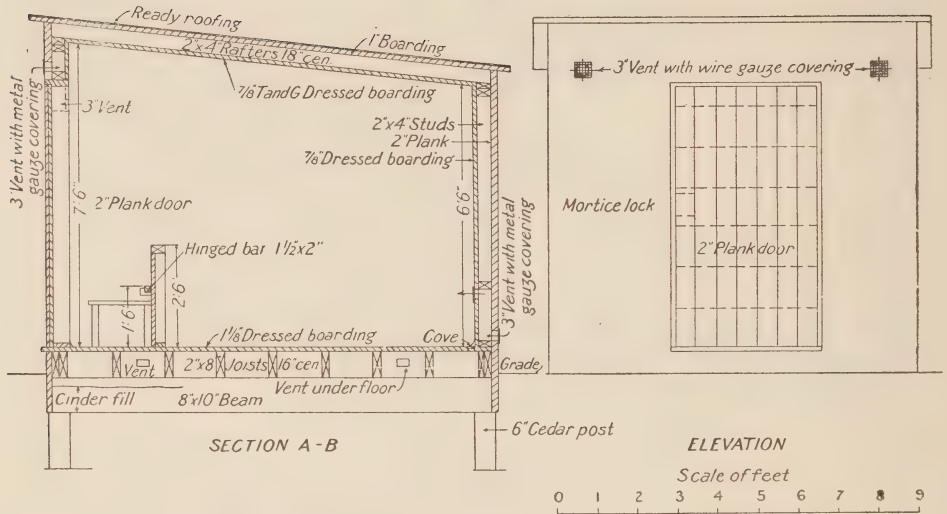 Ready roofing
1" Boarding
2"x4" Rafters 18" cen.
7/8" T and G Dressed boarding
3" Vent with metal
gauze covering
3" Vent
2"x4" Studs
2" Plank
7/8" Dressed boarding
7'6"
2" Plank door
6'6"
Hinged bar 1 1/2"x2"
1'6"
2'6"
3" Vent with metal
gauze covering
1 1/8" Dressed boarding
Cove
Vent
2"x8" Joists 16" cen
Grade
Cinder fill
8"x10" Beam
Vent under floor
6" Cedar post
SECTION A-B
3" Vent with wire gauze covering
Mortice lock
2" Plank door
ELEVATION
Scale of feet
0 1 2 3 4 5 6 7 8 9